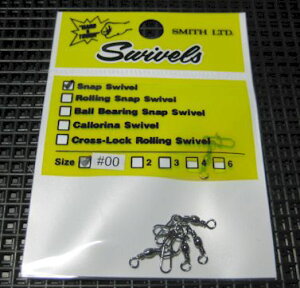 SMITH LTD.
Swivels
Snap Swivel
Rolling Snap Swivel
Ball Bearing Snap Swivel
Callorina Swivel
Cross-Lock Rolling Swivel
Size #00 2 3 4 6